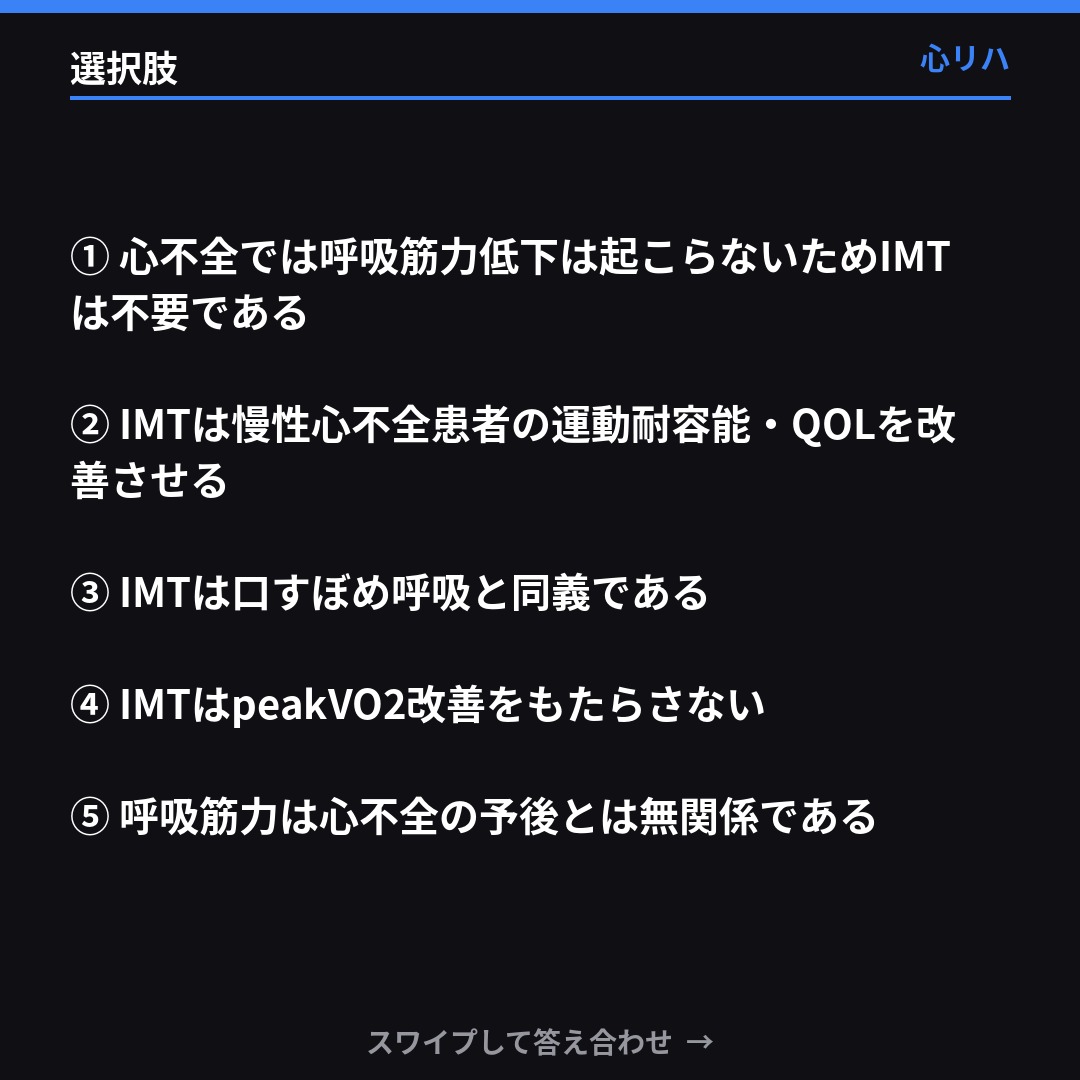 選択肢
心リハ
① 心不全では呼吸筋力低下は起こらないためIMT
は不要である
② IMTは慢性心不全患者の運動耐容能・QOLを改
善させる
③ IMTは口すぼめ呼吸と同義である
④ IMTはpeakVO2改善をもたらさない
⑤ 呼吸筋力は心不全の予後とは無関係である
スワイプして答え合わせ →